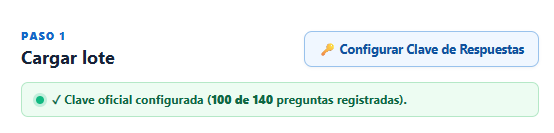 PASO 1
Cargar lote
🔑 Configurar Clave de Respuestas
✓ Clave oficial configurada (100 de 140 preguntas registradas).